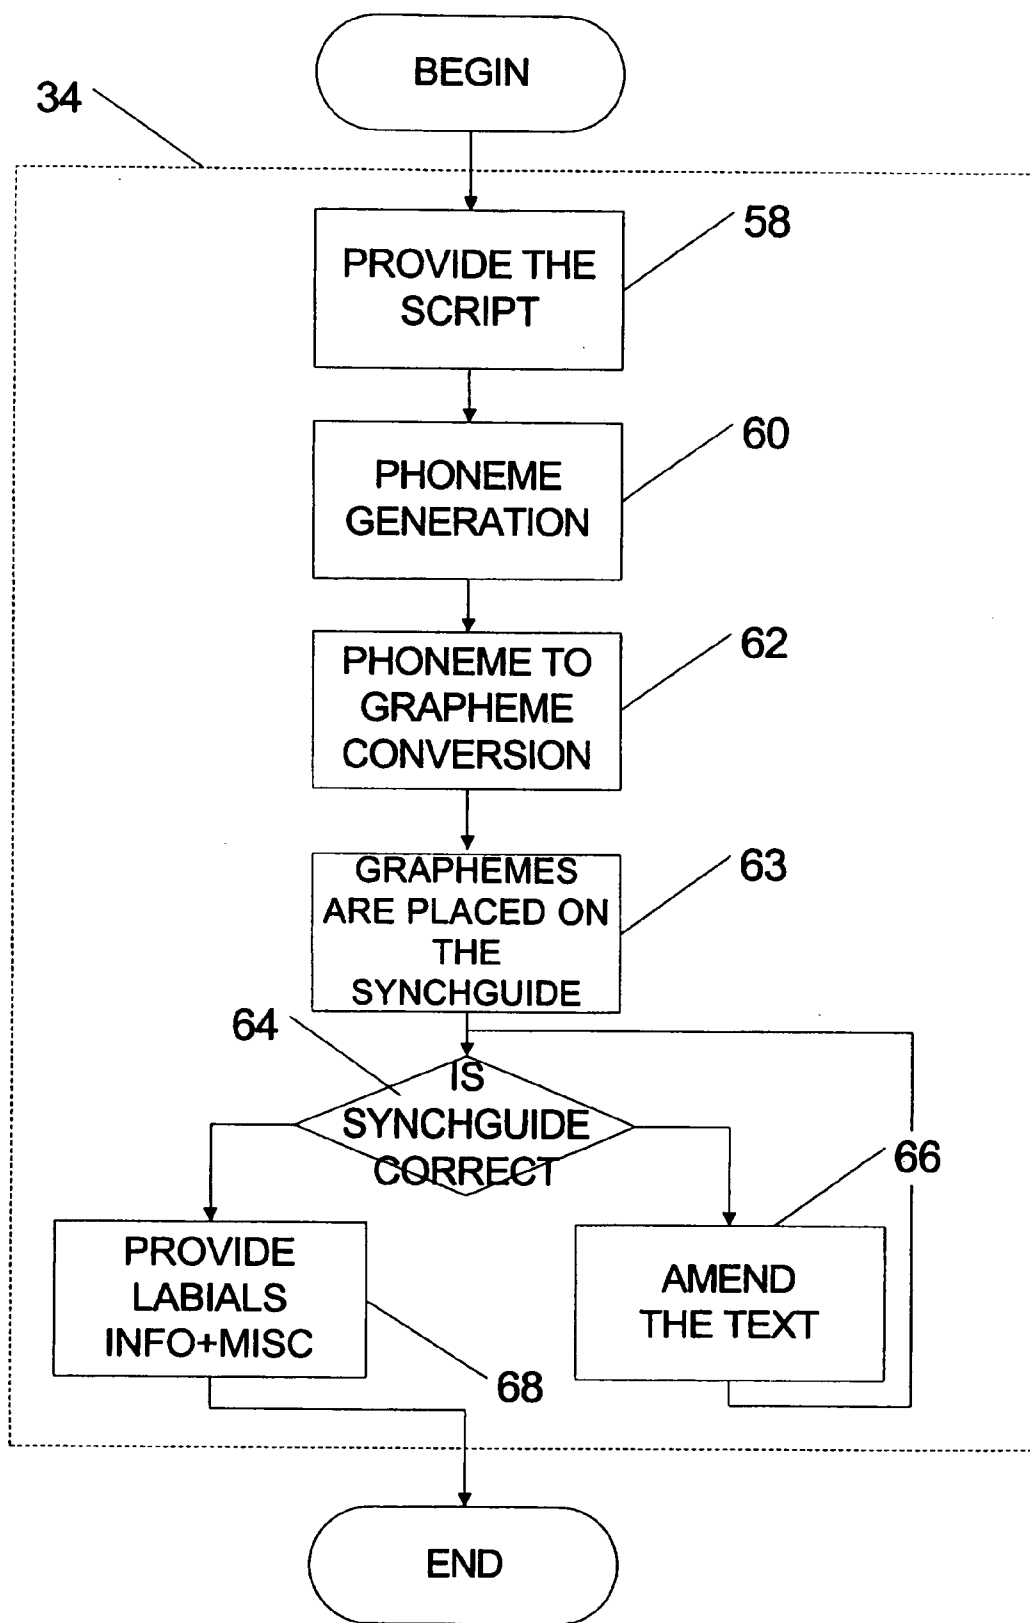 BEGIN
34
58
PROVIDE THE
SCRIPT
60
PHONEME
GENERATION
62
PHONEME TO
GRAPHEME
CONVERSION
63
GRAPHEMES
ARE PLACED ON
THE
SYNCHGUIDE
64
IS
SYNCHGUIDE
CORRECT
66
PROVIDE
LABIALS
INFO+MISC
AMEND
THE TEXT
68
END